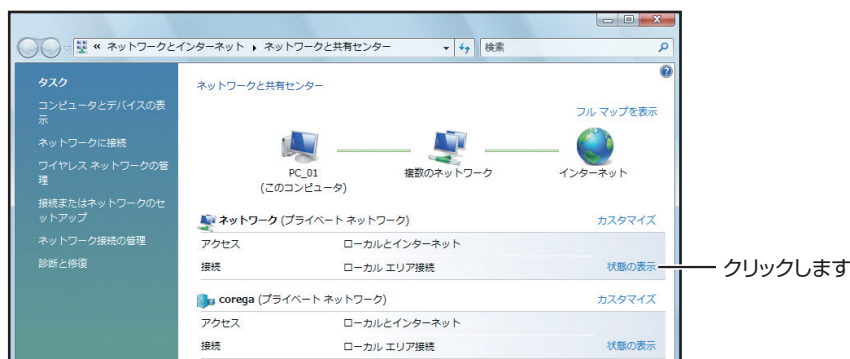 « ネットワークとインターネット ▸ ネットワークと共有センター
検索
タスク
コンピュータとデバイスの表
示
ネットワークに接続
ワイヤレス ネットワークの管
理
接続またはネットワークのセ
ットアップ
ネットワーク接続の管理
診断と修復
ネットワークと共有センター
フル マップを表示
PC_01
(このコンピュータ)
複数のネットワーク
インターネット
ネットワーク (プライベート ネットワーク) カスタマイズ
アクセス ローカルとインターネット
接続 ローカル エリア接続 状態の表示
クリックします
corega (プライベート ネットワーク) カスタマイズ
アクセス ローカルとインターネット
接続 ローカル エリア接続 状態の表示